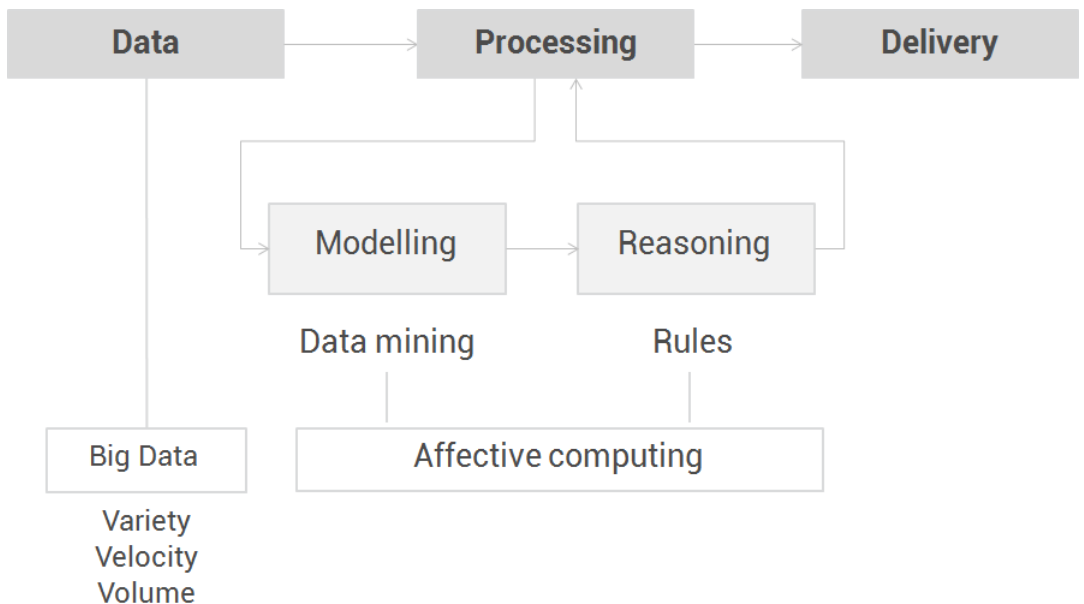 Data
Processing
Delivery
Modelling
Reasoning
Data mining
Rules
Big Data
Affective computing
Variety
Velocity
Volume